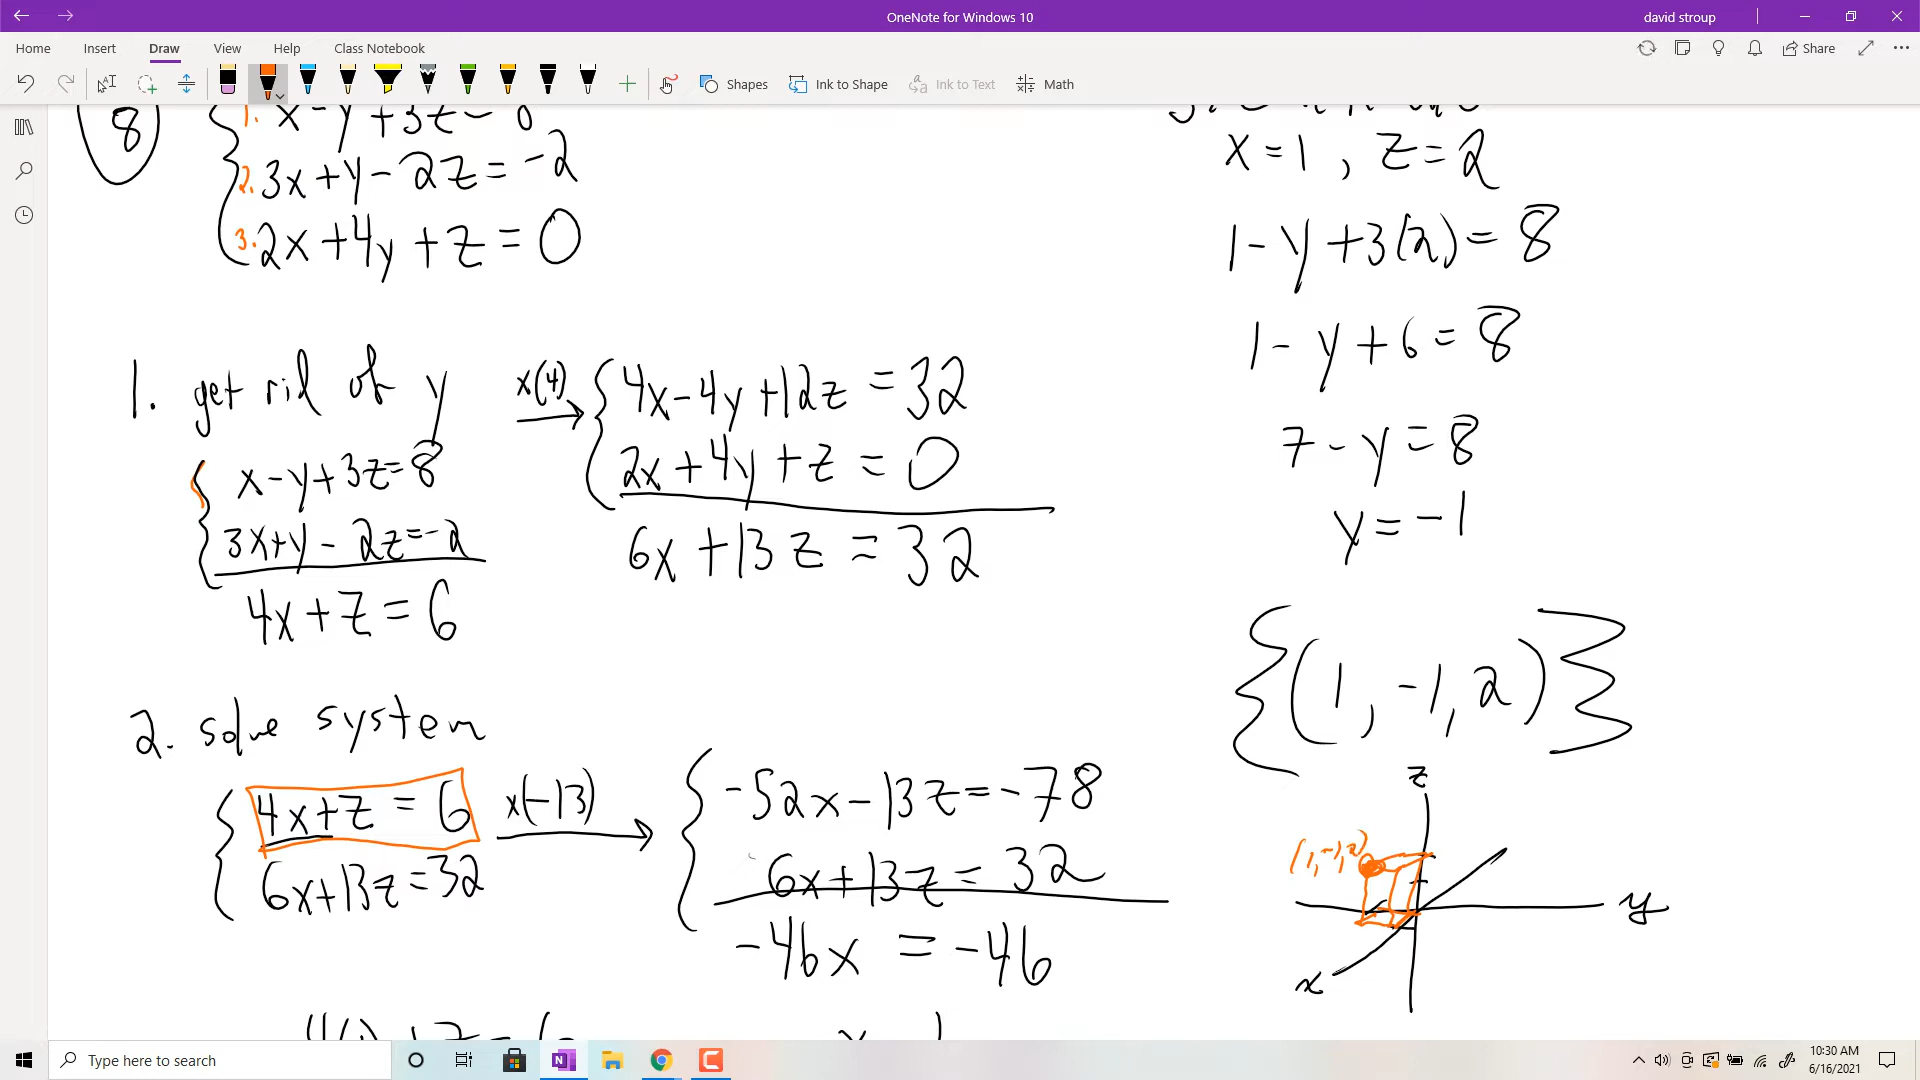 OneNote for Windows 10
david stroup
Home Insert Draw View Help Class Notebook
Share
Shapes
Ink to Shape
Ink to Text
Math
8
1. x-y+3z=8
2. 3x+y-2z=-2
3. 2x+4y+z=0
1. get rid of y
x-y+3z=8
3x+y-2z=-2
4x+z=6
x(4)
4x-4y+12z=32
2x+4y+z=0
6x+13z=32
2. solve system
4x+z=6
6x+13z=32
x(-13)
-52x-13z=-78
6x+13z=32
-46x=-46
x=1, z=2
1-y+3(2)=8
1-y+6=8
7-y=8
y=-1
{(1,-1,2)}
z
(1,-1,2)
y
x
Type here to search
10:30 AM
6/16/2021